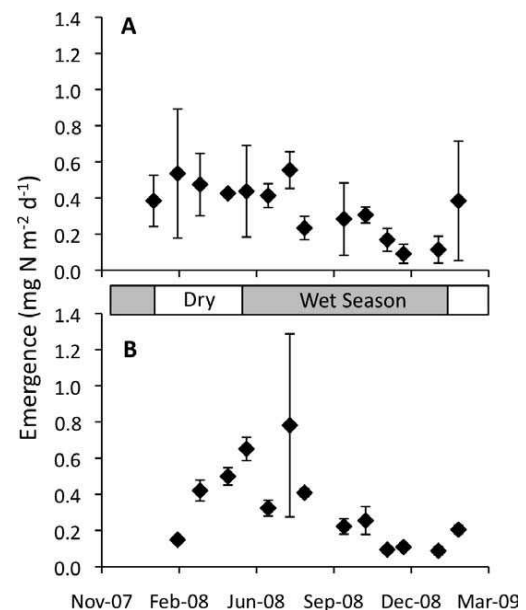 A
1.4
1.2
1.0
0.8
0.6
0.4
0.2
0.0
Dry
Wet Season
Emergence (mg N m⁻² d⁻¹)
B
1.4
1.2
1.0
0.8
0.6
0.4
0.2
0.0
Nov-07 Feb-08 Jun-08 Sep-08 Dec-08 Mar-09